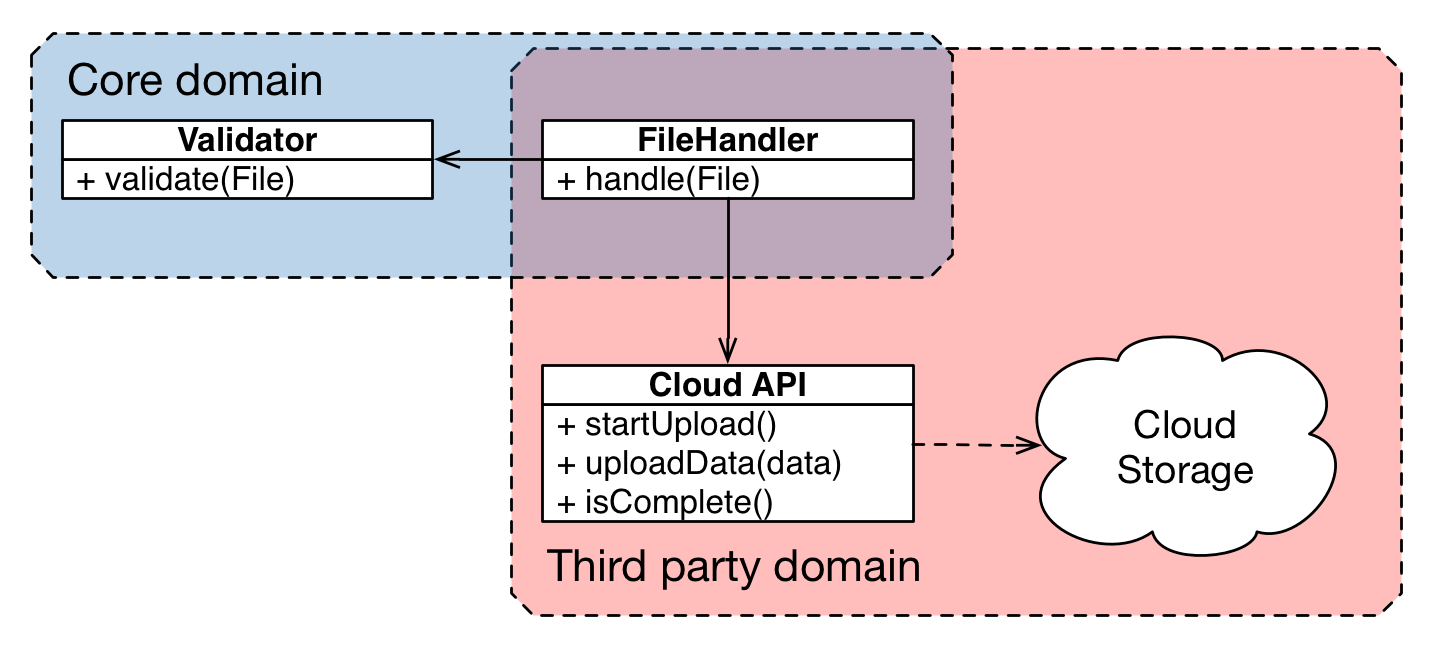 Core domain
Validator
+ validate(File)
FileHandler
+ handle(File)
Cloud API
+ startUpload()
+ uploadData(data)
+ isComplete()
Cloud
Storage
Third party domain